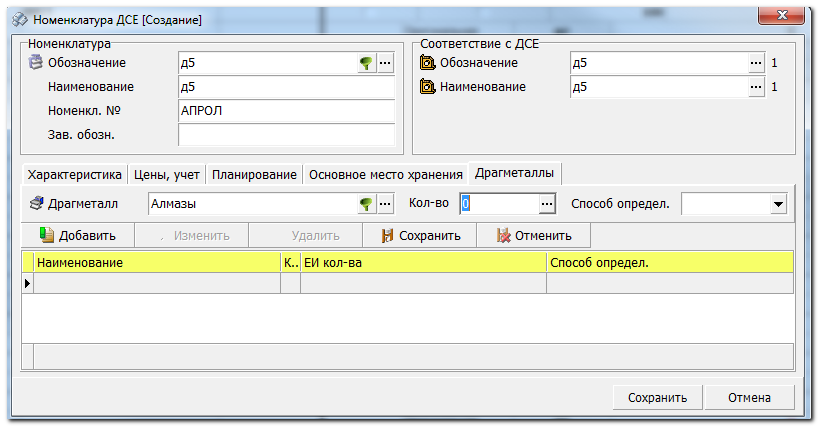 Номенклатура ДСЕ [Создание]
Номенклатура
Обозначение д5 ...
Наименование д5
Номенкл. № АПРОЛ
Зав. обозн.
Соответствие с ДСЕ
Обозначение д5 ... 1
Наименование д5 ... 1
Характеристика Цены, учет Планирование Основное место хранения Драгметаллы
Драгметалл Алмазы ... Кол-во 0 ... Способ определ.
Добавить . Изменить Удалить Сохранить Отменить
Наименование К.. ЕИ кол-ва Способ определ.
Сохранить Отмена